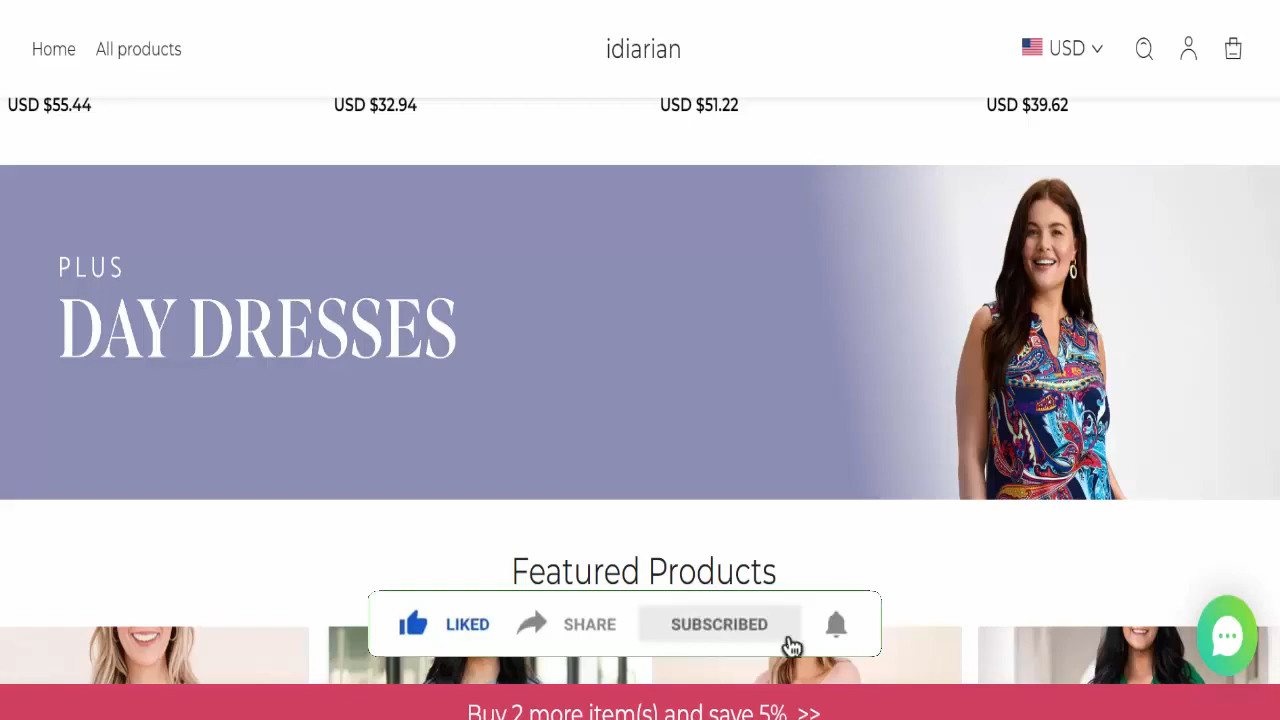 Home All products idiarian USD
USD $55.44 USD $32.94 USD $51.22 USD $39.62
PLUS
DAY DRESSES
Featured Products
LIKED SHARE SUBSCRIBED
Buy 2 more item(s) and save 5% >>